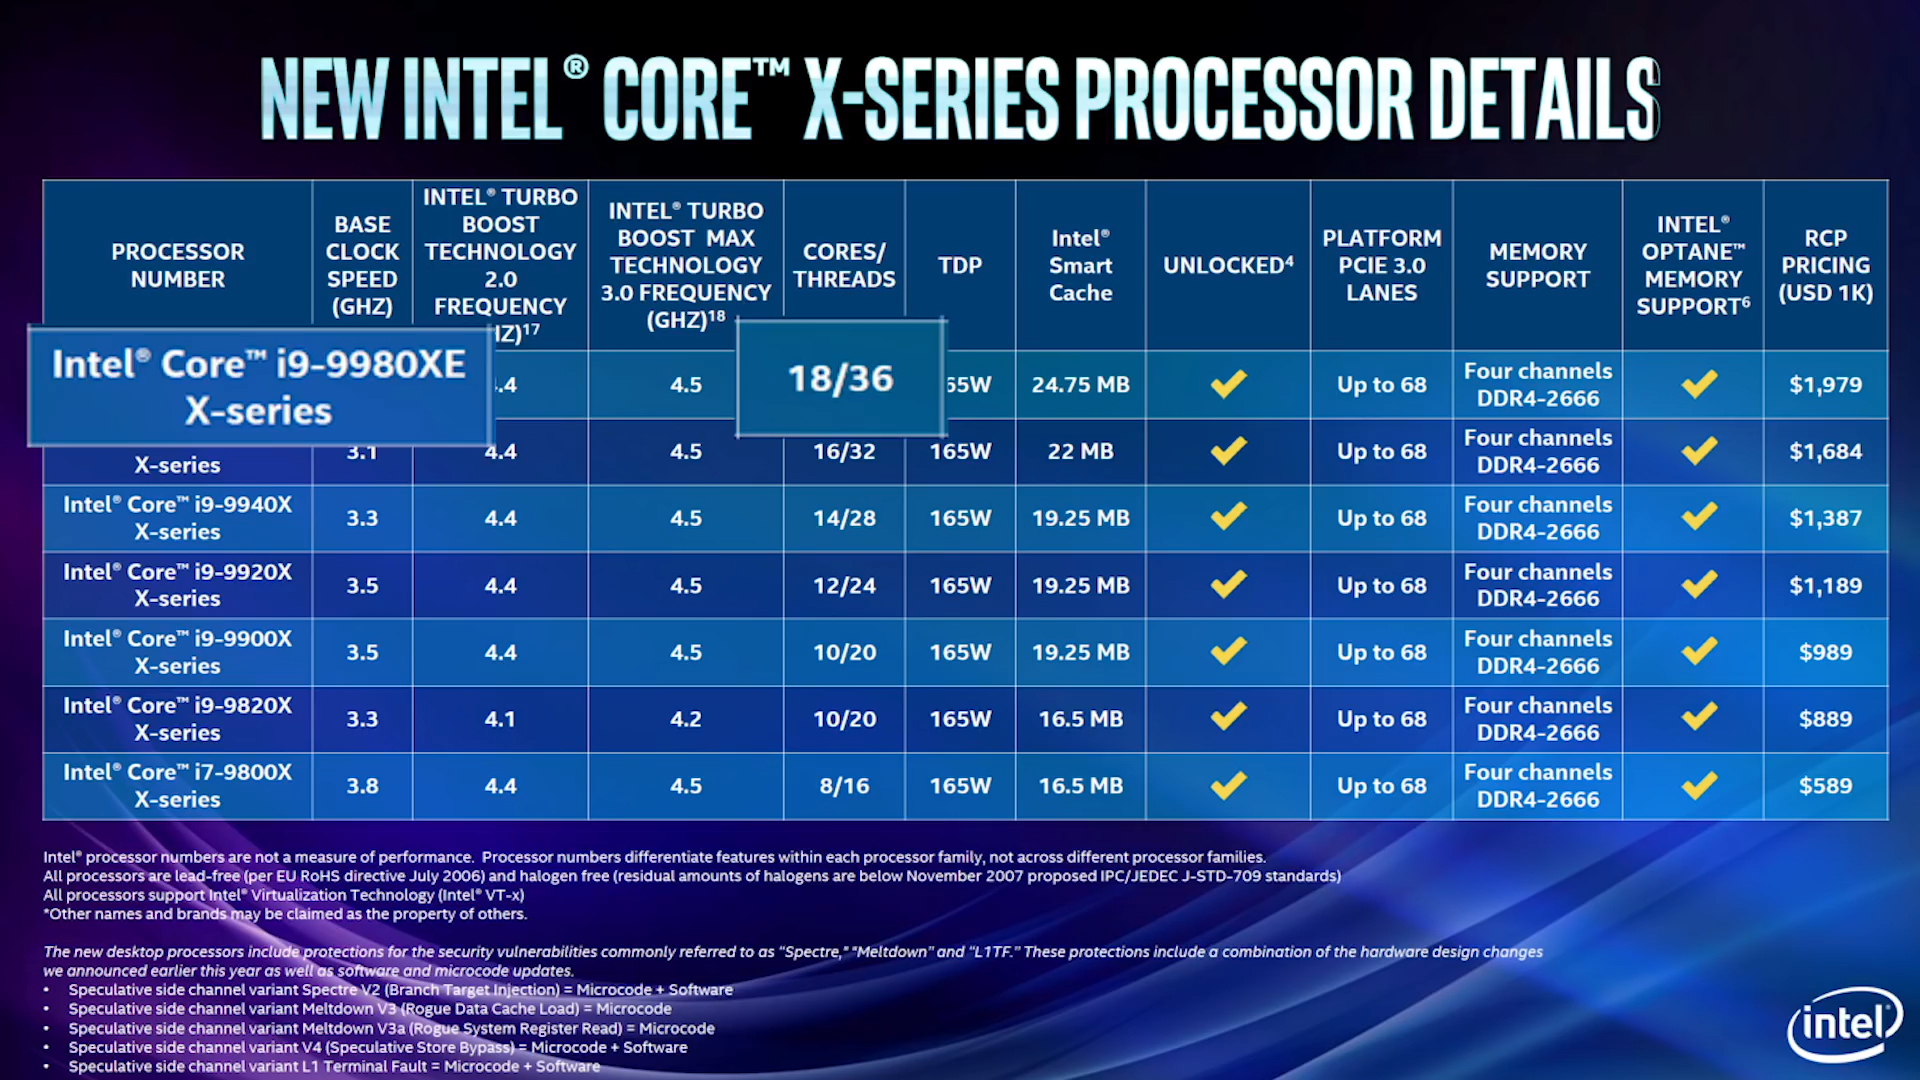 NEW INTEL® CORE™ X-SERIES PROCESSOR DETAILS
PROCESSOR
NUMBER
BASE
CLOCK
SPEED
(GHZ)
INTEL® TURBO
BOOST
TECHNOLOGY
2.0
FREQUENCY
HZ)17
INTEL® TURBO
BOOST MAX
TECHNOLOGY
3.0 FREQUENCY
(GHZ)18
CORES/
THREADS
TDP
Intel®
Smart
Cache
UNLOCKED4
PLATFORM
PCIE 3.0
LANES
MEMORY
SUPPORT
INTEL®
OPTANE™
MEMORY
SUPPORT6
RCP
PRICING
(USD 1K)
Intel® Core™ i9-9980XE
X-series
.4
4.5
18/36
65W
24.75 MB
Up to 68
Four channels
DDR4-2666
$1,979
X-series
3.1
4.4
4.5
16/32
165W
22 MB
Up to 68
Four channels
DDR4-2666
$1,684
Intel® Core™ i9-9940X
X-series
3.3
4.4
4.5
14/28
165W
19.25 MB
Up to 68
Four channels
DDR4-2666
$1,387
Intel® Core™ i9-9920X
X-series
3.5
4.4
4.5
12/24
165W
19.25 MB
Up to 68
Four channels
DDR4-2666
$1,189
Intel® Core™ i9-9900X
X-series
3.5
4.4
4.5
10/20
165W
19.25 MB
Up to 68
Four channels
DDR4-2666
$989
Intel® Core™ i9-9820X
X-series
3.3
4.1
4.2
10/20
165W
16.5 MB
Up to 68
Four channels
DDR4-2666
$889
Intel® Core™ i7-9800X
X-series
3.8
4.4
4.5
8/16
165W
16.5 MB
Up to 68
Four channels
DDR4-2666
$589
Intel® processor numbers are not a measure of performance. Processor numbers differentiate features within each processor family, not across different processor families.
All processors are lead-free (per EU RoHS directive July 2006) and halogen free (residual amounts of halogens are below November 2007 proposed IPC/JEDEC J-STD-709 standards)
All processors support Intel® Virtualization Technology (Intel® VT-x)
*Other names and brands may be claimed as the property of others.
The new desktop processors include protections for the security vulnerabilities commonly referred to as “Spectre,” “Meltdown” and “L1TF.” These protections include a combination of the hardware design changes
we announced earlier this year as well as software and microcode updates.
• Speculative side channel variant Spectre V2 (Branch Target Injection) = Microcode + Software
• Speculative side channel variant Meltdown V3 (Rogue Data Cache Load) = Microcode
• Speculative side channel variant Meltdown V3a (Rogue System Register Read) = Microcode
• Speculative side channel variant V4 (Speculative Store Bypass) = Microcode + Software
• Speculative side channel variant L1 Terminal Fault = Microcode + Software
intel®